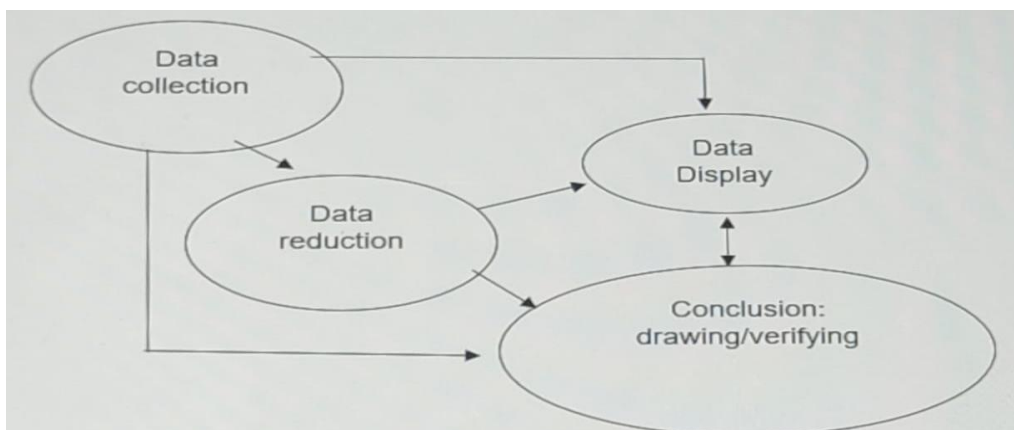 Data
collection
Data
Display
Data
reduction
Conclusion:
drawing/verifying